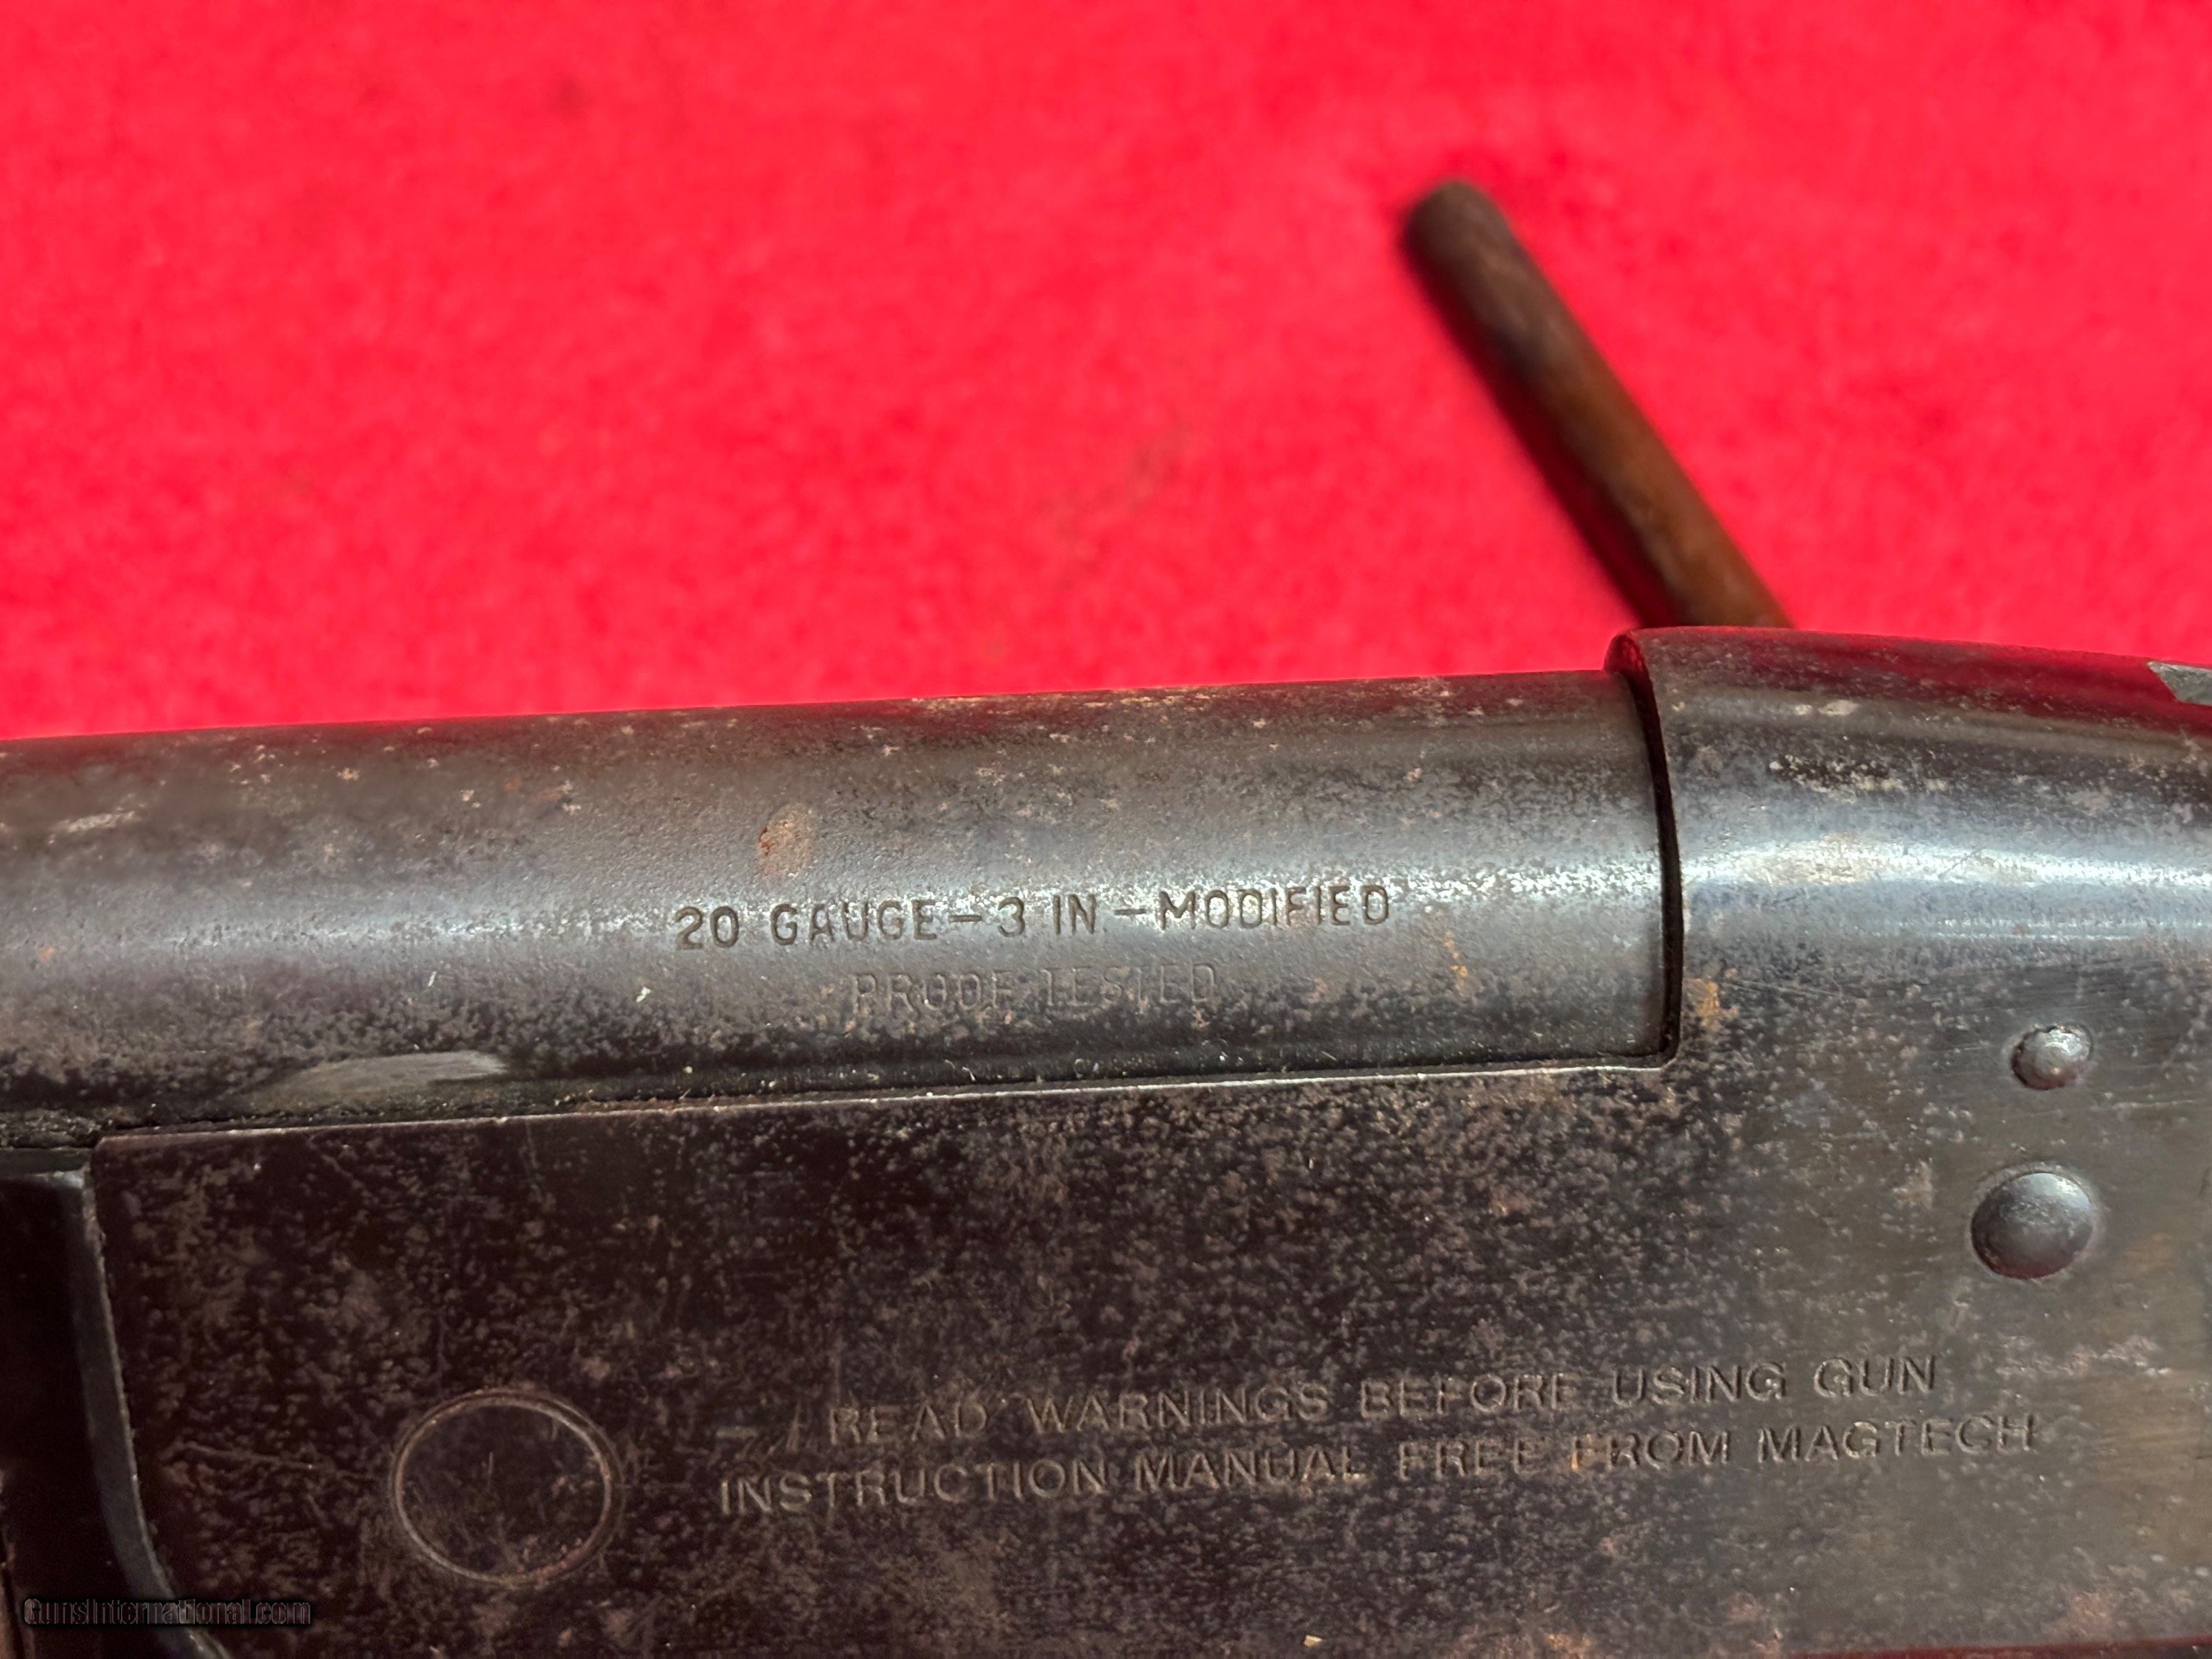 20 GAUGE-3 IN.-MODIFIED
PROOF TESTED
READ WARNINGS BEFORE USING GUN
INSTRUCTION MANUAL FREE FROM MAGTECH
GunsInternational.com